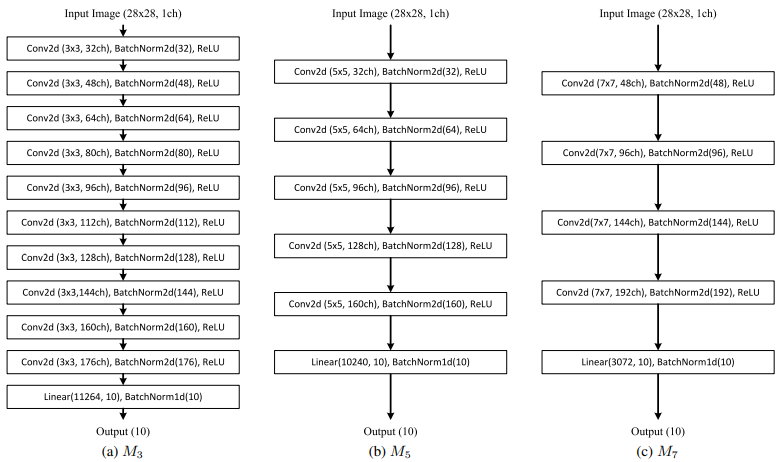 Input Image (28x28, 1ch)
Conv2d (3x3, 32ch), BatchNorm2d(32), ReLU
Conv2d (3x3, 48ch), BatchNorm2d(48), ReLU
Conv2d (3x3, 64ch), BatchNorm2d(64), ReLU
Conv2d (3x3, 80ch), BatchNorm2d(80), ReLU
Conv2d (3x3, 96ch), BatchNorm2d(96), ReLU
Conv2d (3x3, 112ch), BatchNorm2d(112), ReLU
Conv2d (3x3, 128ch), BatchNorm2d(128), ReLU
Conv2d (3x3,144ch), BatchNorm2d(144), ReLU
Conv2d (3x3, 160ch), BatchNorm2d(160), ReLU
Conv2d (3x3, 176ch), BatchNorm2d(176), ReLU
Linear(11264, 10), BatchNorm1d(10)
Output (10)
(a) M₃
Input Image (28x28, 1ch)
Conv2d (5x5, 32ch), BatchNorm2d(32), ReLU
Conv2d (5x5, 64ch), BatchNorm2d(64), ReLU
Conv2d (5x5, 96ch), BatchNorm2d(96), ReLU
Conv2d (5x5, 128ch), BatchNorm2d(128), ReLU
Conv2d (5x5, 160ch), BatchNorm2d(160), ReLU
Linear(10240, 10), BatchNorm1d(10)
Output (10)
(b) M₅
Input Image (28x28, 1ch)
Conv2d (7x7, 48ch), BatchNorm2d(48), ReLU
Conv2d(7x7, 96ch), BatchNorm2d(96), ReLU
Conv2d(7x7, 144ch), BatchNorm2d(144), ReLU
Conv2d (7x7, 192ch), BatchNorm2d(192), ReLU
Linear(3072, 10), BatchNorm1d(10)
Output (10)
(c) M₇